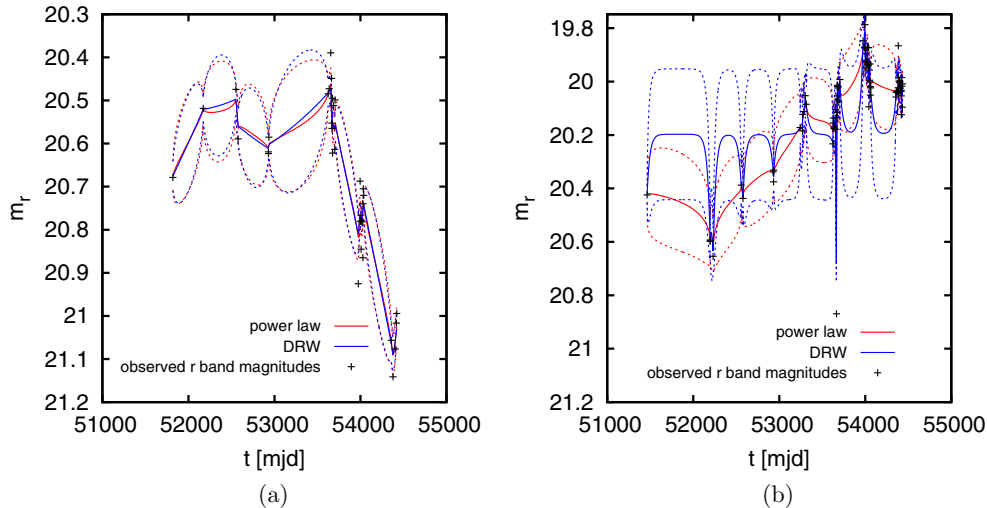 20.3
20.4
20.5
20.6
20.7
20.8
20.9
21
21.1
21.2
m_r
51000 52000 53000 54000 55000
t [mjd]
power law
DRW
observed r band magnitudes
(a)
19.8
20
20.2
20.4
20.6
20.8
21
21.2
m_r
51000 52000 53000 54000 55000
t [mjd]
power law
DRW
observed r band magnitudes
(b)